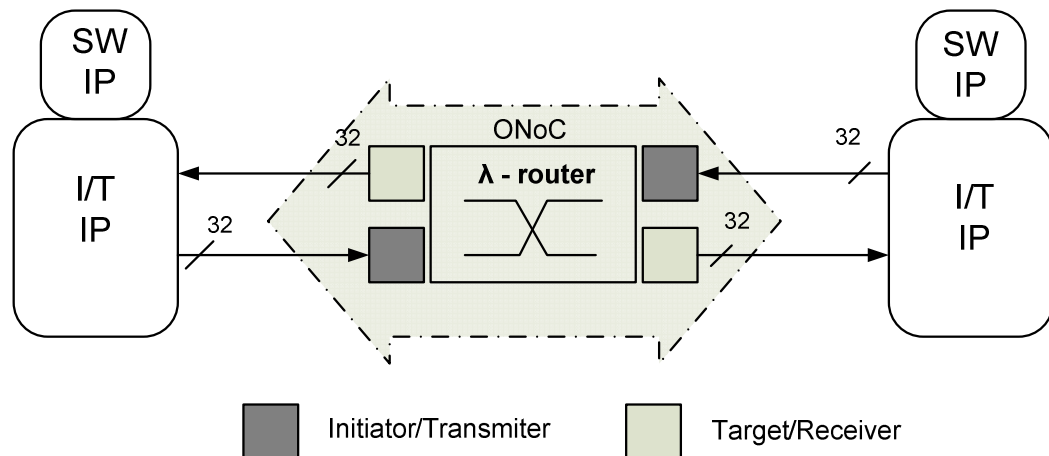 SW
IP
SW
IP
ONoC
32
32
λ - router
I/T
IP
I/T
IP
32
32
Initiator/Transmiter
Target/Receiver